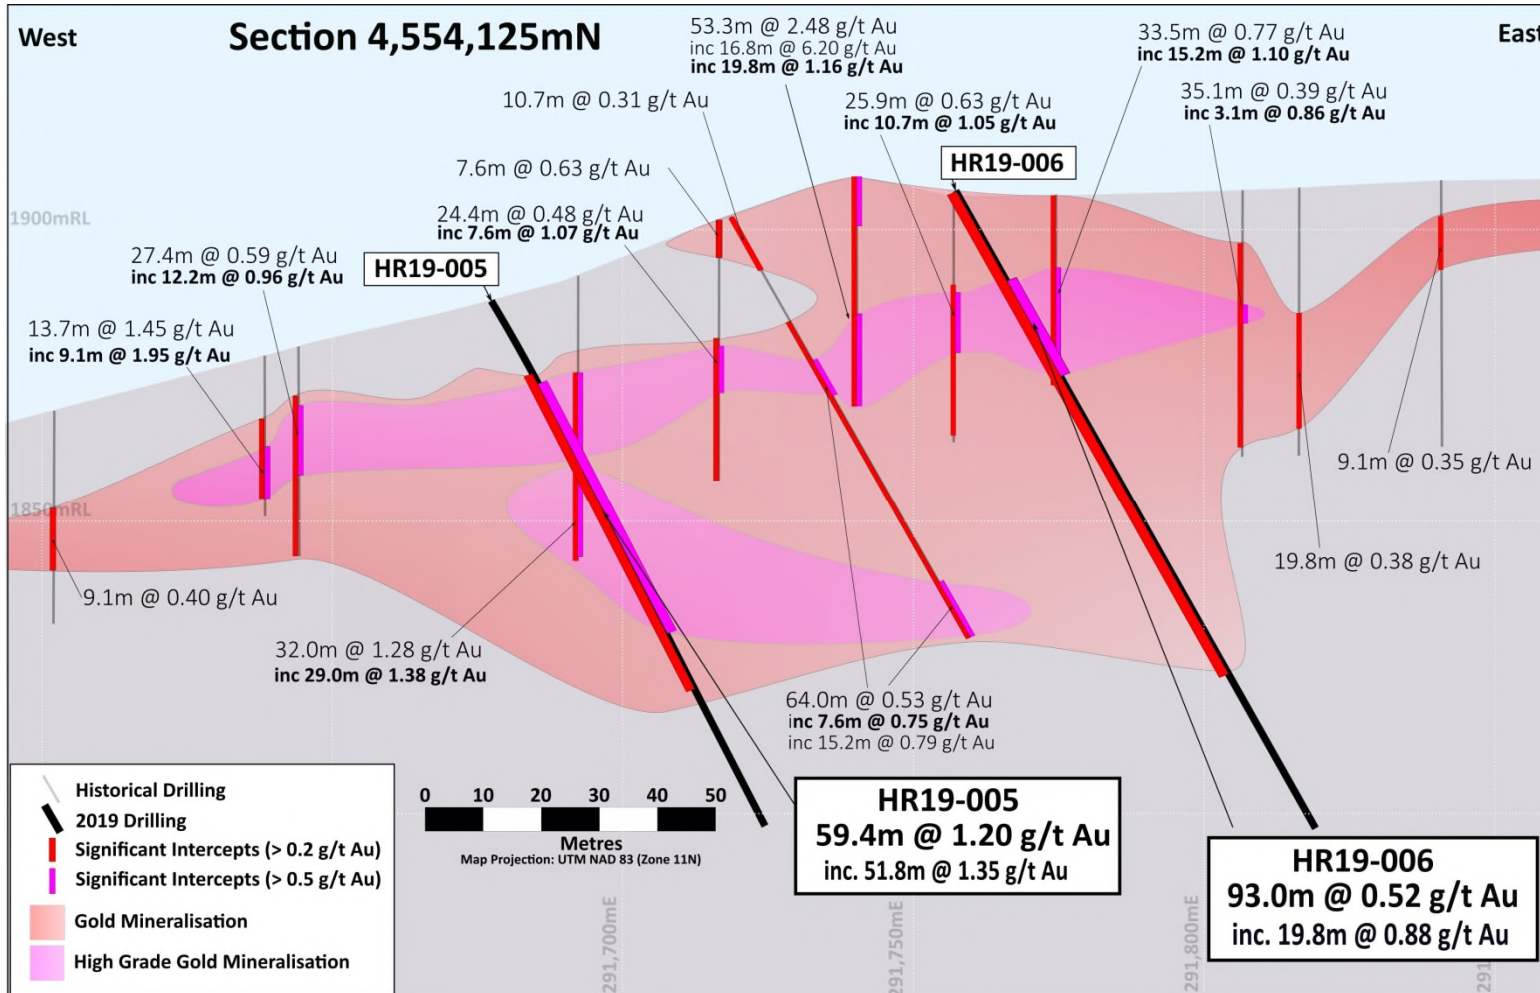 West
Section 4,554,125mN
East
53.3m @ 2.48 g/t Au
inc 16.8m @ 6.20 g/t Au
inc 19.8m @ 1.16 g/t Au
33.5m @ 0.77 g/t Au
inc 15.2m @ 1.10 g/t Au
10.7m @ 0.31 g/t Au
25.9m @ 0.63 g/t Au
inc 10.7m @ 1.05 g/t Au
35.1m @ 0.39 g/t Au
inc 3.1m @ 0.86 g/t Au
7.6m @ 0.63 g/t Au
HR19-006
1900mRL
24.4m @ 0.48 g/t Au
inc 7.6m @ 1.07 g/t Au
27.4m @ 0.59 g/t Au
inc 12.2m @ 0.96 g/t Au
HR19-005
13.7m @ 1.45 g/t Au
inc 9.1m @ 1.95 g/t Au
9.1m @ 0.35 g/t Au
1850mRL
19.8m @ 0.38 g/t Au
9.1m @ 0.40 g/t Au
32.0m @ 1.28 g/t Au
inc 29.0m @ 1.38 g/t Au
64.0m @ 0.53 g/t Au
inc 7.6m @ 0.75 g/t Au
inc 15.2m @ 0.79 g/t Au
Historical Drilling
2019 Drilling
Significant Intercepts (> 0.2 g/t Au)
Significant Intercepts (> 0.5 g/t Au)
Gold Mineralisation
High Grade Gold Mineralisation
0 10 20 30 40 50
Metres
Map Projection: UTM NAD 83 (Zone 11N)
HR19-005
59.4m @ 1.20 g/t Au
inc. 51.8m @ 1.35 g/t Au
HR19-006
93.0m @ 0.52 g/t Au
inc. 19.8m @ 0.88 g/t Au
291,700mE
291,750mE
291,800mE